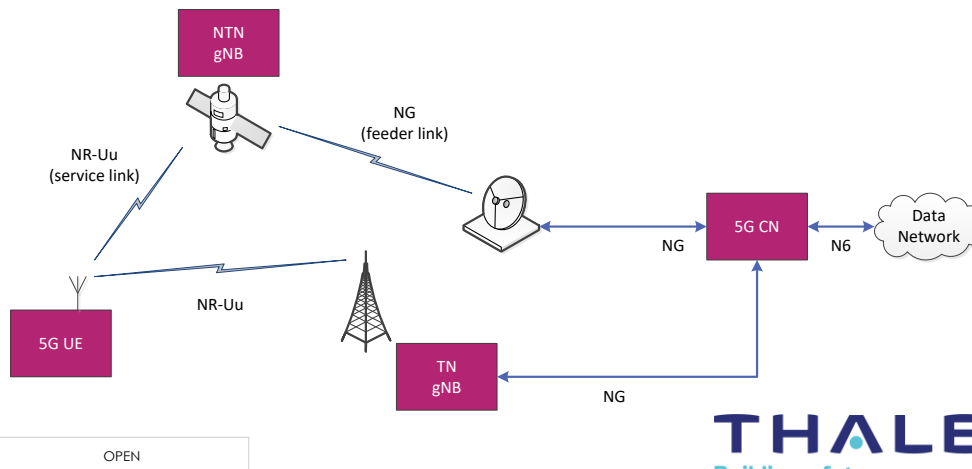 NTN
gNB
NG
(feeder link)
NR-Uu
(service link)
5G CN
Data
Network
NG
N6
NR-Uu
5G UE
TN
gNB
NG
THALE
OPEN